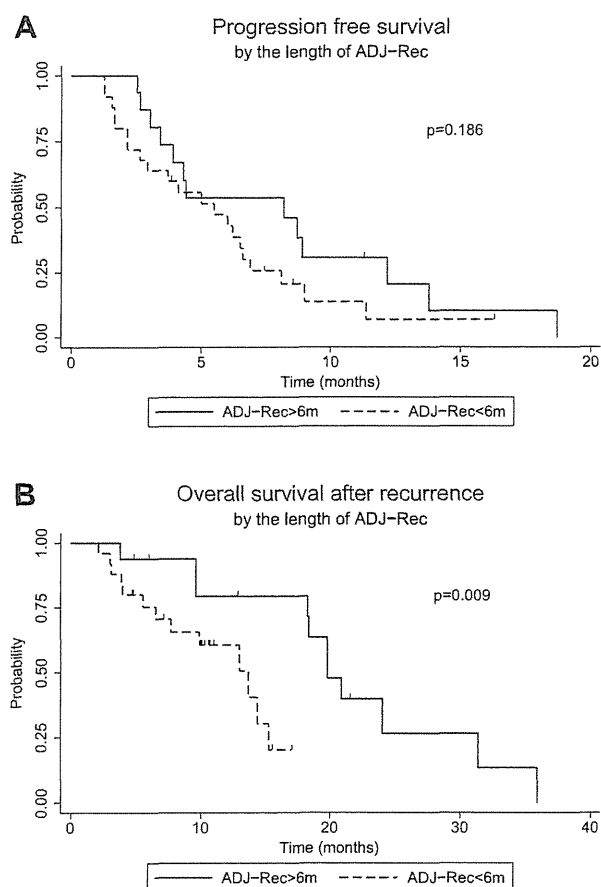 A
Progression free survival
by the length of ADJ-Rec
1.00
0.75
0.50
0.25
0.00
Probability
p=0.186
0 5 10 15 20
Time (months)
ADJ-Rec>6m ADJ-Rec<6m
B
Overall survival after recurrence
by the length of ADJ-Rec
1.00
0.75
0.50
0.25
0.00
Probability
p=0.009
0 10 20 30 40
Time (months)
ADJ-Rec>6m ADJ-Rec<6m